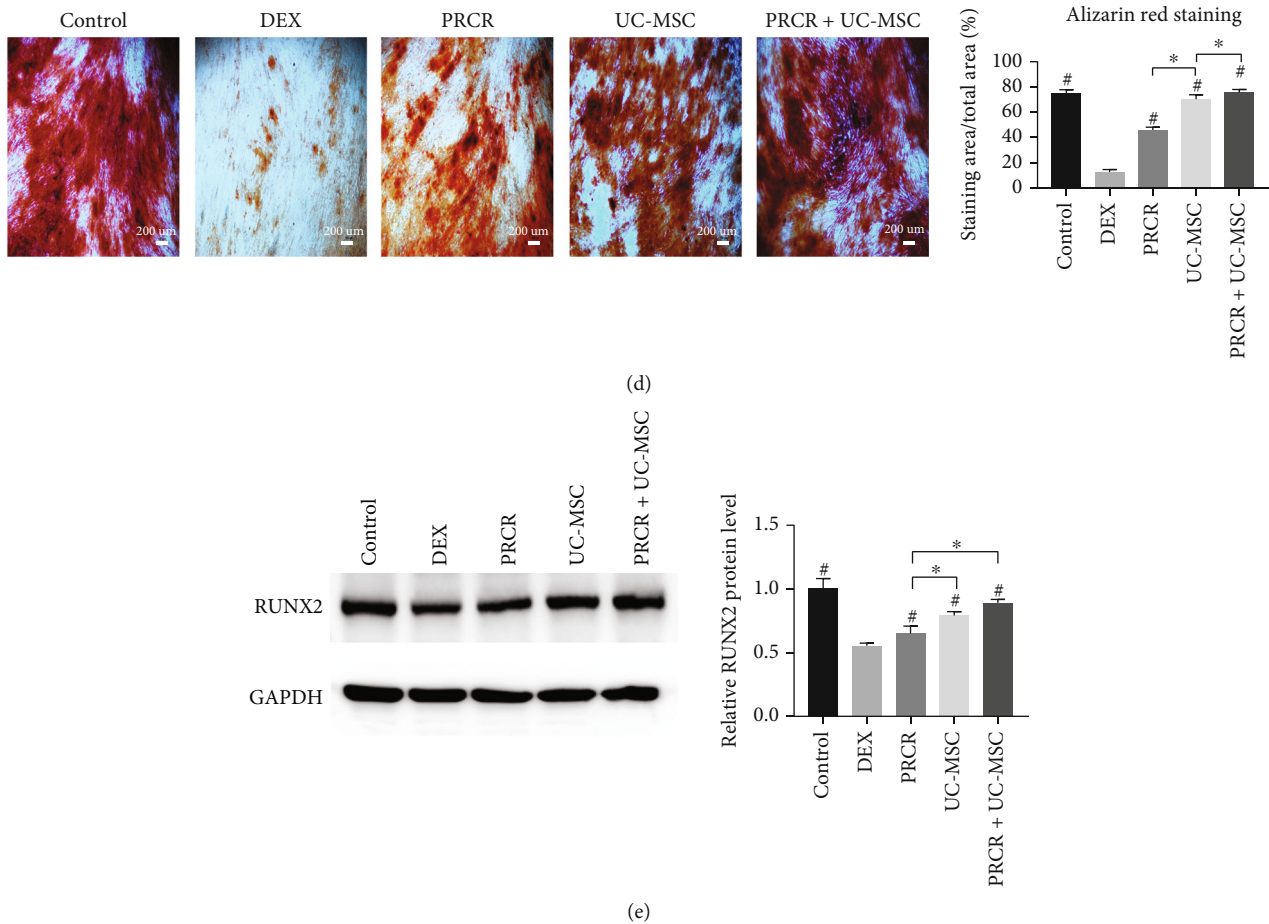 Control DEX PRCR UC-MSC PRCR + UC-MSC
200 um 200 um 200 um 200 um 200 um
Alizarin red staining
Staining area/total area (%)
100
80
60
40
20
0
# # # #
* *
Control
DEX
PRCR
UC-MSC
PRCR + UC-MSC
(d)
Control
DEX
PRCR
UC-MSC
PRCR + UC-MSC
RUNX2
GAPDH
Relative RUNX2 protein level
1.5
1.0
0.5
0.0
# # # #
* *
Control
DEX
PRCR
UC-MSC
PRCR + UC-MSC
(e)